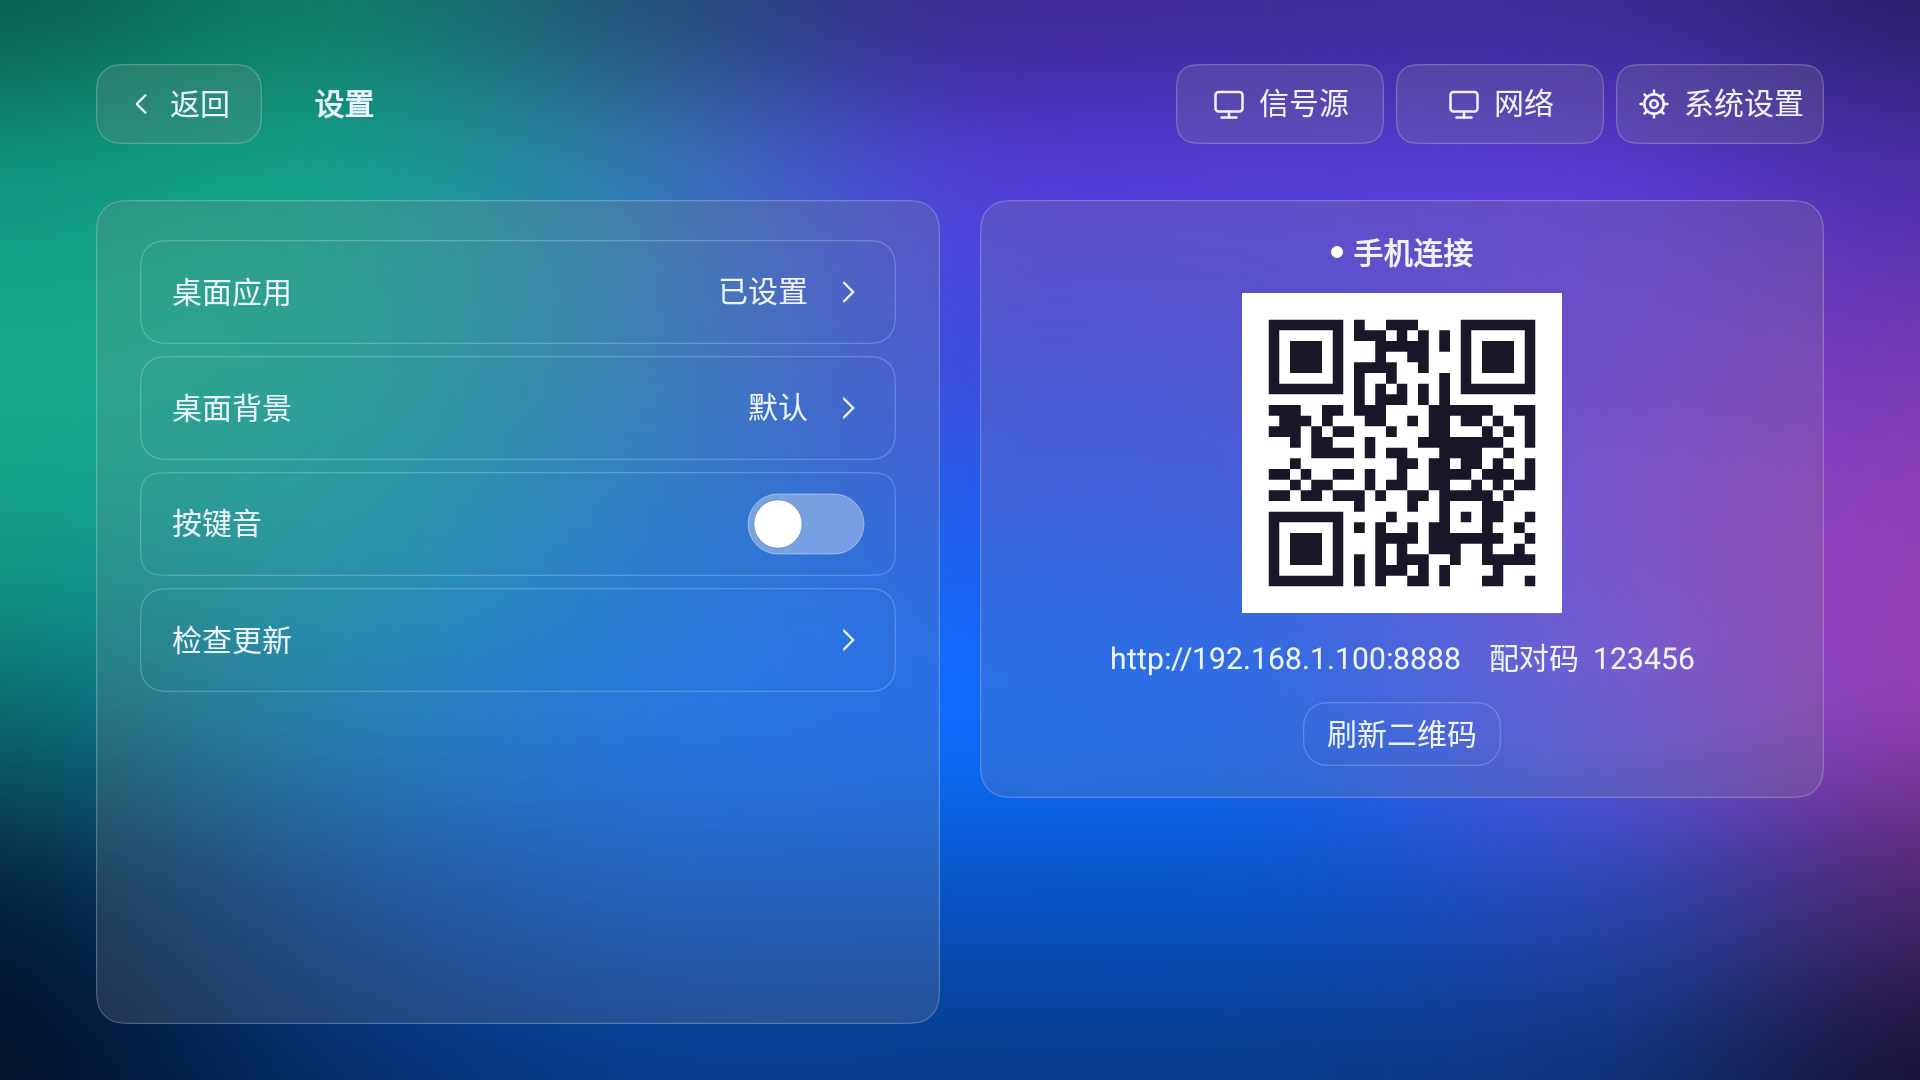 返回
设置
信号源
网络
系统设置
桌面应用
已设置
桌面背景
默认
按键音
检查更新
手机连接
http://192.168.1.100:8888 配对码 123456
刷新二维码